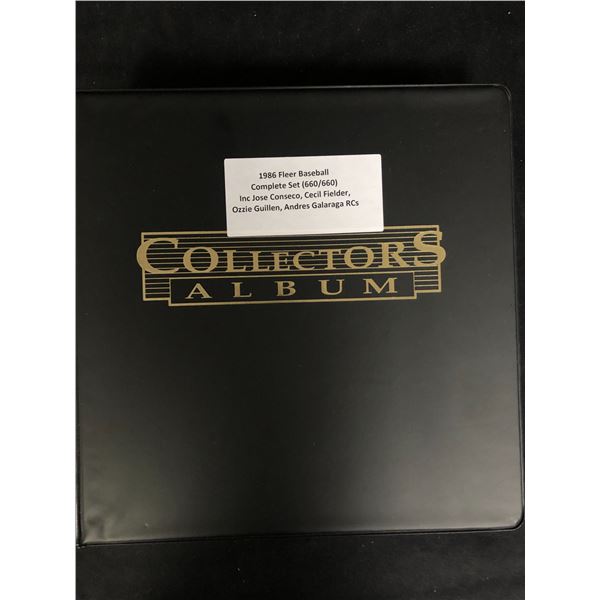 1986 Fleer Baseball
Complete Set (660/660)
Inc Jose Conseco, Cecil Fielder,
Ozzie Guillen, Andres Galaraga RCs
COLLECTORS
ALBUM